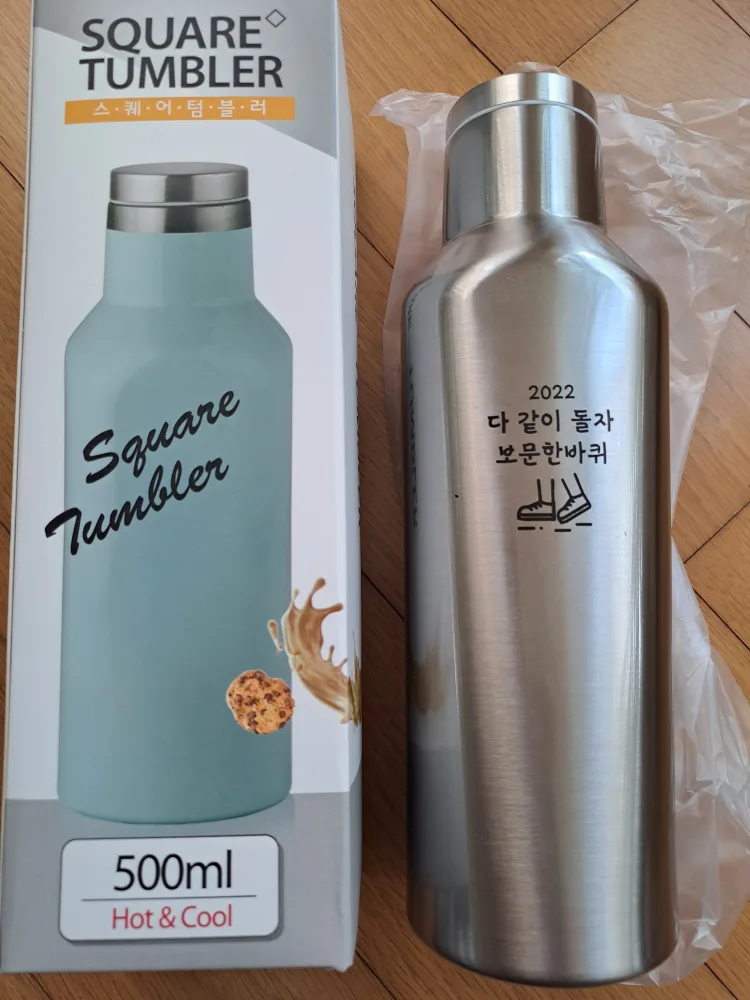 SQUARE
TUMBLER
스·퀘·어·텀·블·러
Square
Tumbler
500ml
Hot & Cool
2022
다 같이 돌자
보문한바퀴